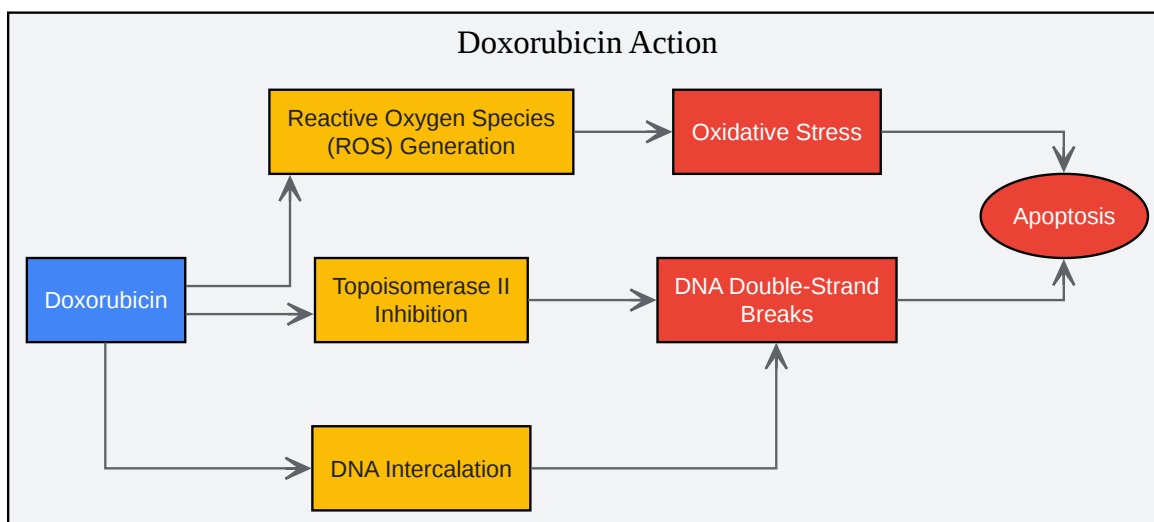 Doxorubicin Action
Reactive Oxygen Species
(ROS) Generation
Oxidative Stress
Apoptosis
Doxorubicin
Topoisomerase II
Inhibition
DNA Double-Strand
Breaks
DNA Intercalation